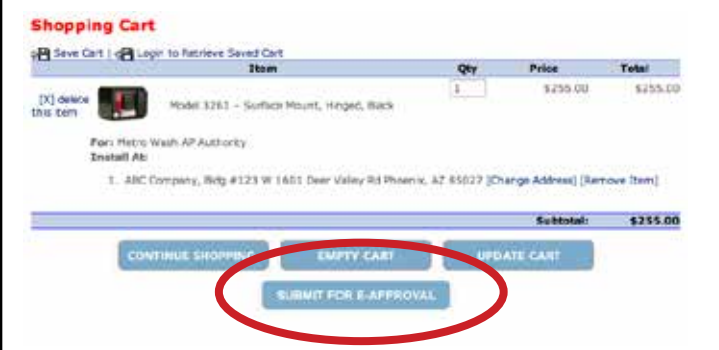 Shopping Cart
Save Cart | Login to Retrieve Saved Cart
Item Qty Price Total
[X] delete this item Model 3261 - Surface Mount, Hinged, Black 1 $255.00 $255.00
For: Metro Wash AP Authority
Install At:
1. ABC Company, Bldg #123 W 1601 Deer Valley Rd Phoenix, AZ 85027 [Change Address] [Remove Item]
Subtotal: $255.00
CONTINUE SHOPPING EMPTY CART UPDATE CART
SUBMIT FOR E-APPROVAL